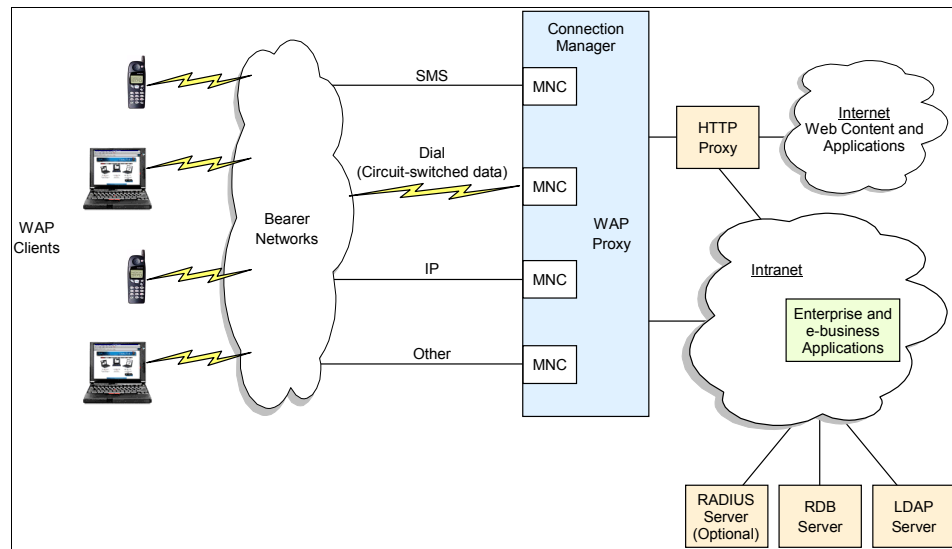 Connection
Manager
SMS
MNC
HTTP
Proxy
Internet
Web Content and
Applications
Dial
(Circuit-switched data)
MNC
WAP
Clients
Bearer
Networks
WAP
Proxy
IP
MNC
Intranet
Enterprise and
e-business
Applications
Other
MNC
RADIUS
Server
(Optional)
RDB
Server
LDAP
Server